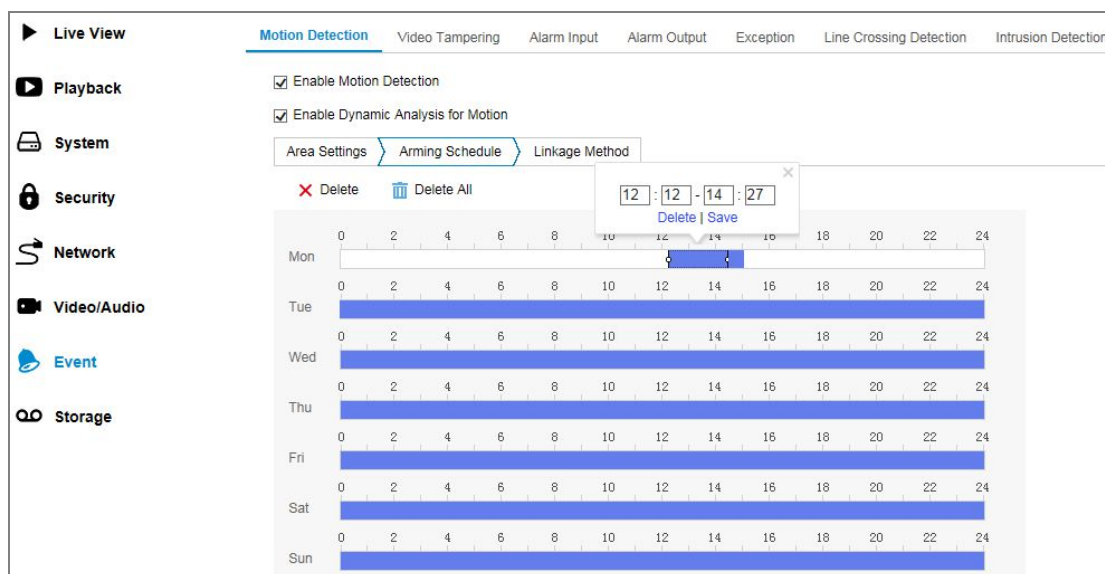 Live View
Playback
System
Security
Network
Video/Audio
Event
Storage
Motion Detection Video Tampering Alarm Input Alarm Output Exception Line Crossing Detection Intrusion Detection
Enable Motion Detection
Enable Dynamic Analysis for Motion
Area Settings Arming Schedule Linkage Method
Delete Delete All
12 : 12 - 14 : 27
Delete | Save
0 2 4 6 8 10 12 14 16 18 20 22 24
Mon
0 2 4 6 8 10 12 14 16 18 20 22 24
Tue
0 2 4 6 8 10 12 14 16 18 20 22 24
Wed
0 2 4 6 8 10 12 14 16 18 20 22 24
Thu
0 2 4 6 8 10 12 14 16 18 20 22 24
Fri
0 2 4 6 8 10 12 14 16 18 20 22 24
Sat
0 2 4 6 8 10 12 14 16 18 20 22 24
Sun